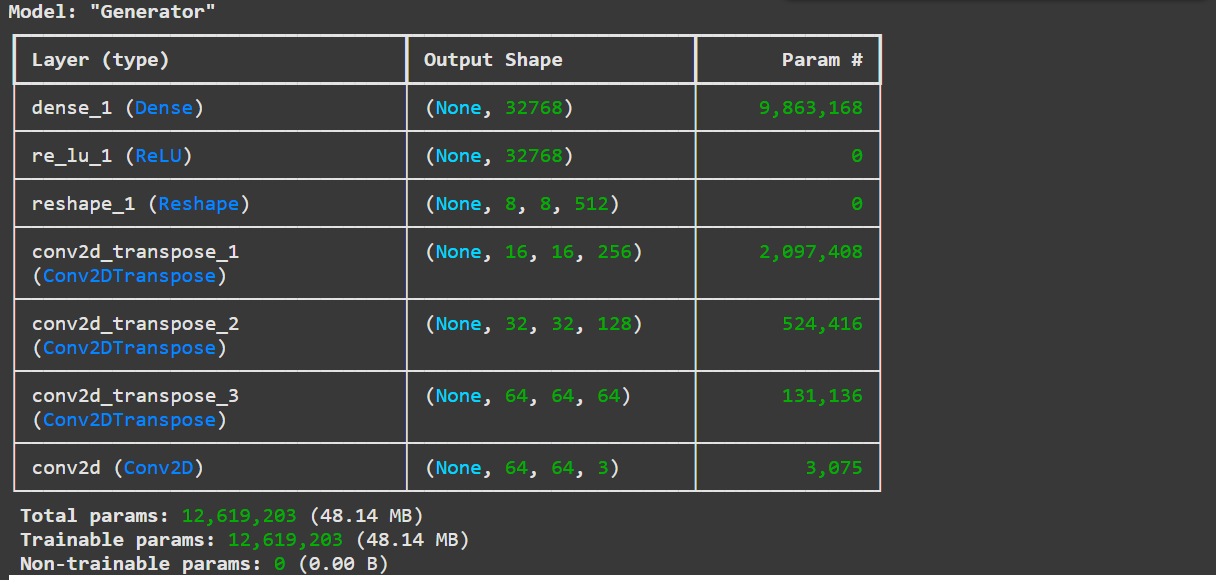 Model: "Generator"
Layer (type) Output Shape Param #
dense_1 (Dense) (None, 32768) 9,863,168
re_lu_1 (ReLU) (None, 32768) 0
reshape_1 (Reshape) (None, 8, 8, 512) 0
conv2d_transpose_1 (None, 16, 16, 256) 2,097,408
(Conv2DTranspose)
conv2d_transpose_2 (None, 32, 32, 128) 524,416
(Conv2DTranspose)
conv2d_transpose_3 (None, 64, 64, 64) 131,136
(Conv2DTranspose)
conv2d (Conv2D) (None, 64, 64, 3) 3,075
Total params: 12,619,203 (48.14 MB)
Trainable params: 12,619,203 (48.14 MB)
Non-trainable params: 0 (0.00 B)